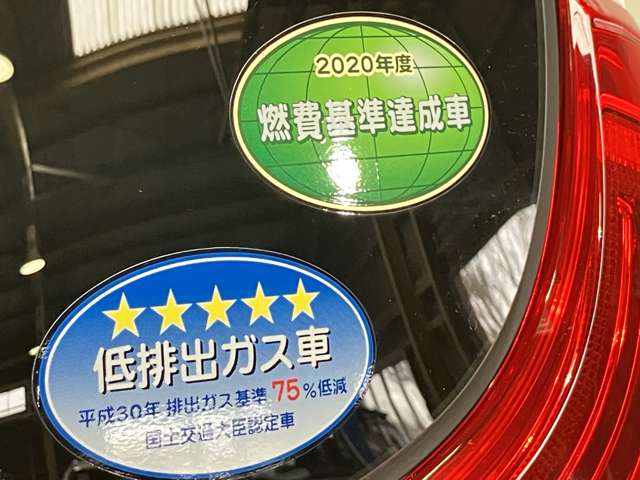 2020年度
燃費基準達成車
★★★★★
低排出ガス車
平成30年 排出ガス基準 75%低減
国土交通大臣認定車